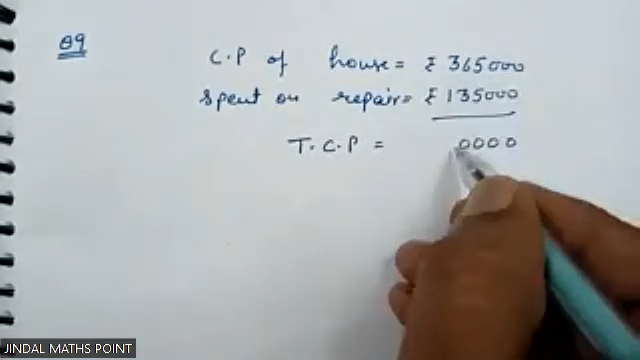 Q9
C.P of house = ₹ 365000
Spent on repair = ₹ 135000
T.C.P = 0000
JINDAL MATHS POINT